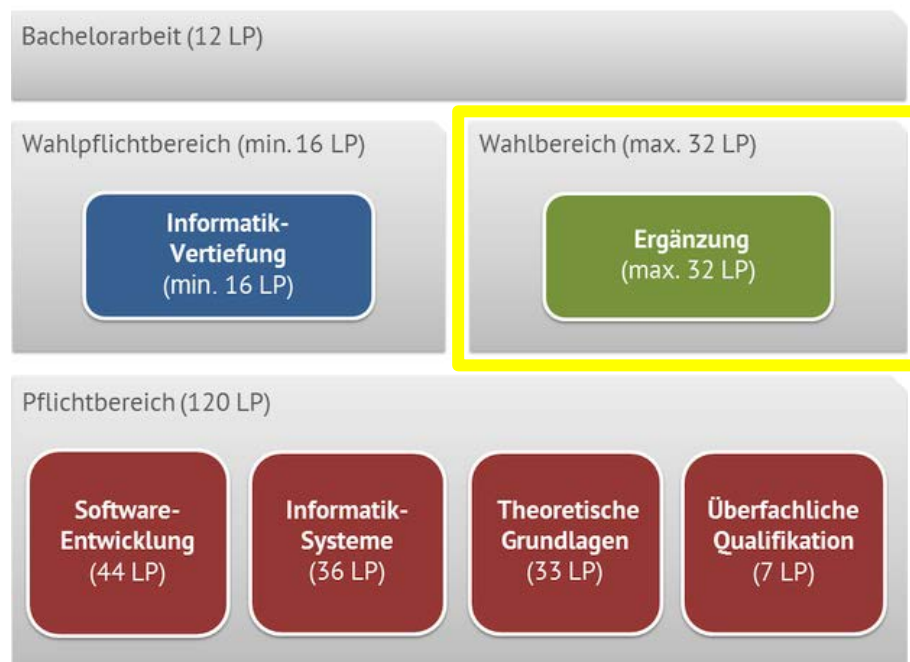 Bachelorarbeit (12 LP)
Wahlpflichtbereich (min. 16 LP)
Informatik-
Vertiefung
(min. 16 LP)
Wahlbereich (max. 32 LP)
Ergänzung
(max. 32 LP)
Pflichtbereich (120 LP)
Software-
Entwicklung
(44 LP)
Informatik-
Systeme
(36 LP)
Theoretische
Grundlagen
(33 LP)
Überfachliche
Qualifikation
(7 LP)